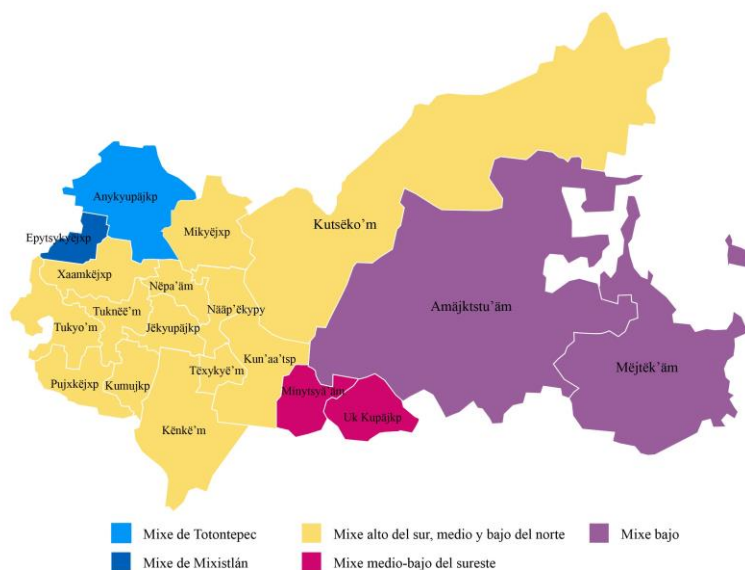 Anykyupäjkp
Epytsykyëjxp
Mikyëjxp
Kutsëko’m
Xaamkëjxp
Nëpa’äm
Tuknëë’m
Nääp’ëkypy
Amäjktstu’äm
Tukyo’m
Jëkyupäjkp
Kun’aa’tsp
Tëxykyë’m
Mëjtëk’äm
Pujxkëjxp
Kumujkp
Minytsyä’äm
Uk Kupäjkp
Kënkë’m
Mixe de Totontepec
Mixe alto del sur, medio y bajo del norte
Mixe bajo
Mixe de Mixistlán
Mixe medio-bajo del sureste